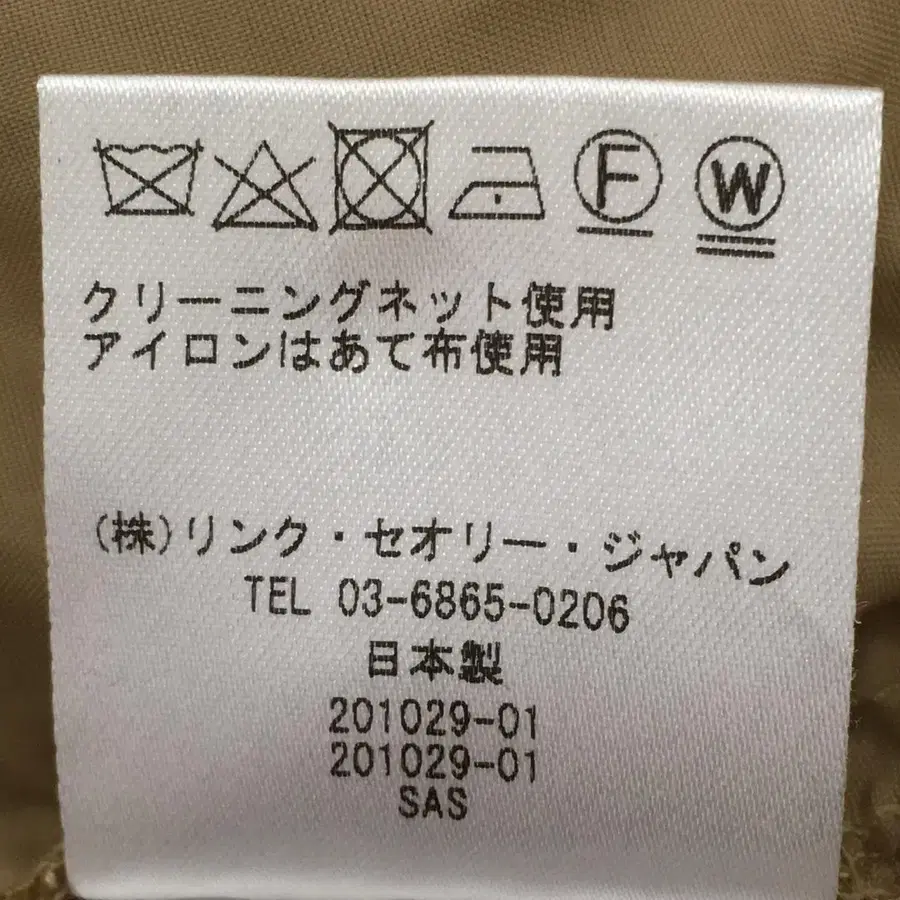 F W
クリーニングネット使用
アイロンはあて布使用
(株)リンク・セオリー・ジャパン
TEL 03-6865-0206
日本製
201029-01
201029-01
SAS